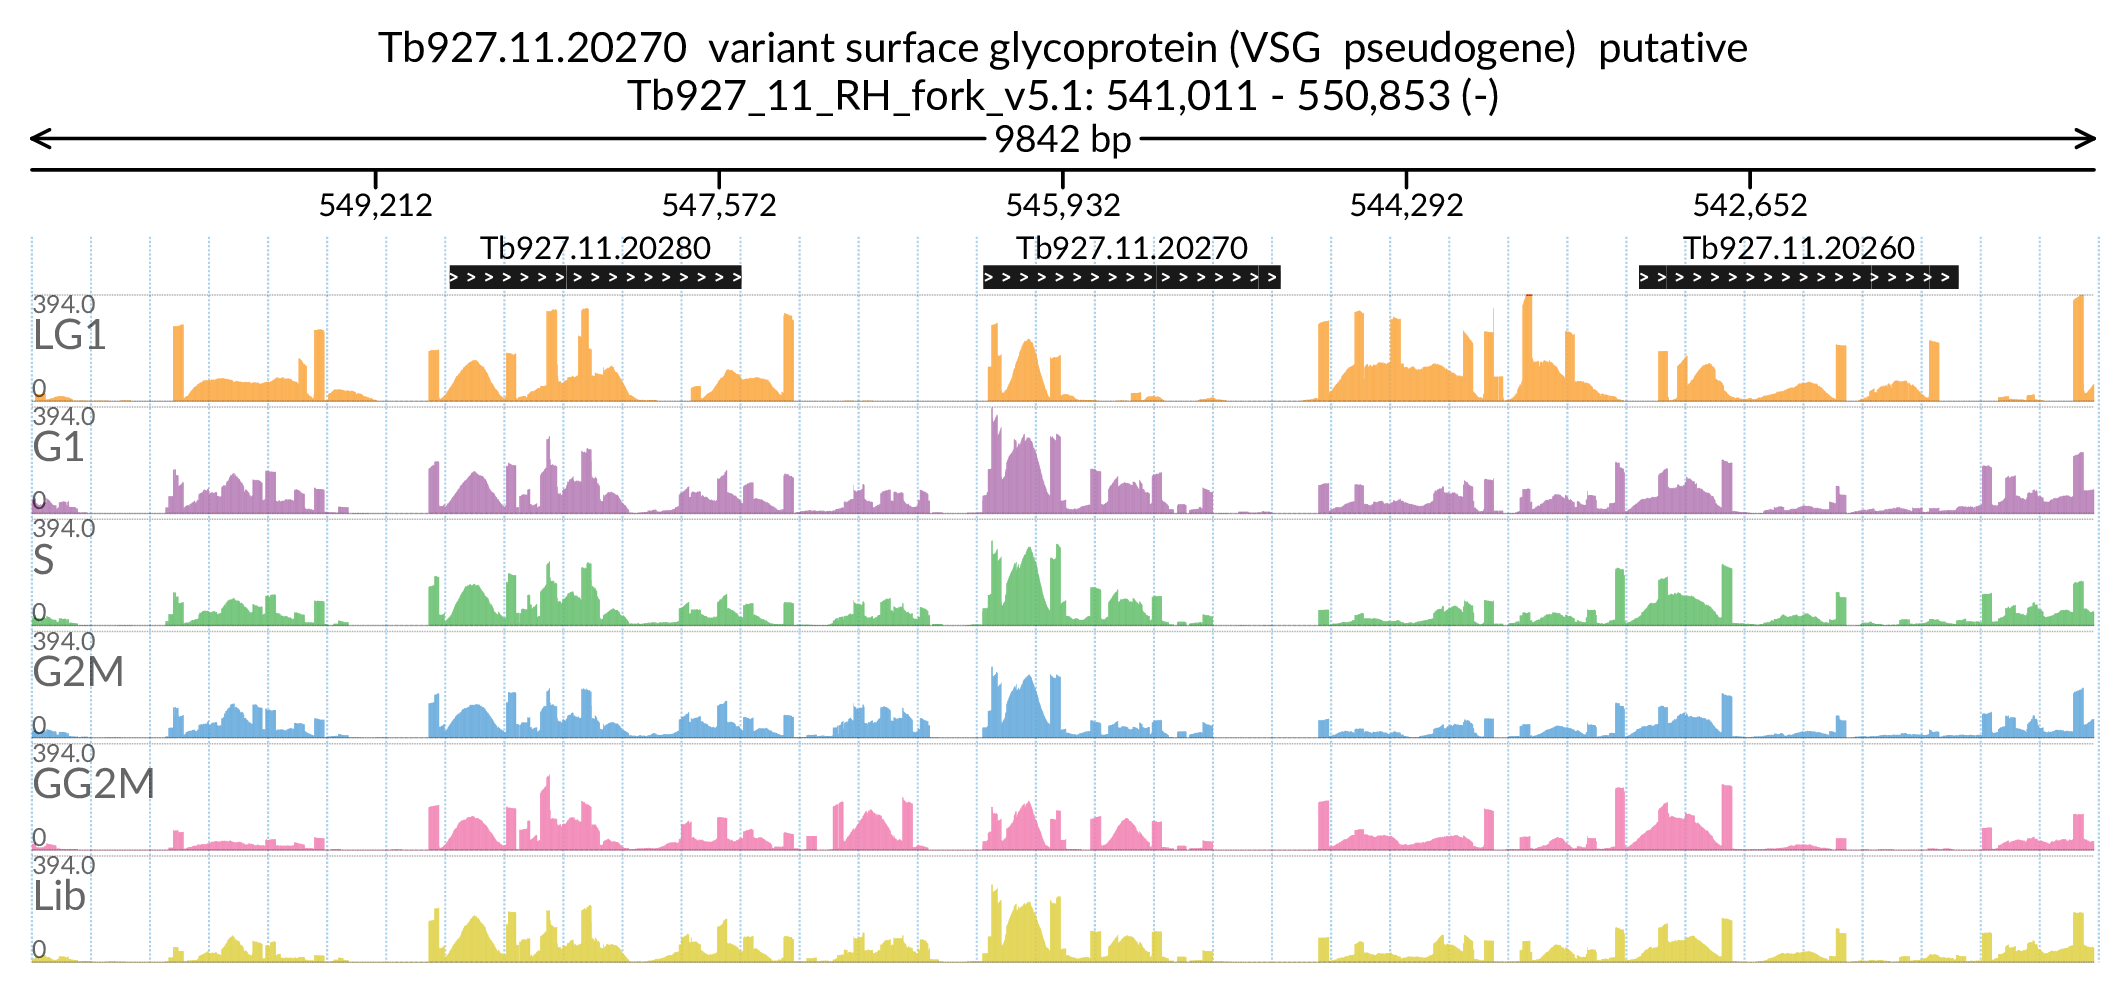 Tb927.11.20270  variant surface glycoprotein (VSG  pseudogene)  putative
Tb927_11_RH_fork_v5.1: 541,011 - 550,853 (-)
9842 bp
549,212 547,572 545,932 544,292 542,652
Tb927.11.20280 Tb927.11.20270 Tb927.11.20260
394.0
LG1
0
394.0
G1
0
394.0
S
0
394.0
G2M
0
394.0
GG2M
0
394.0
Lib
0